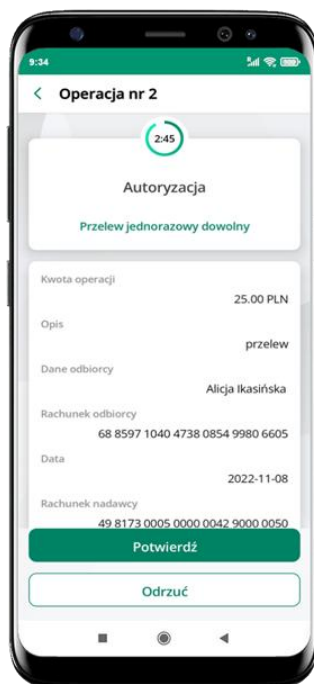 9:34
Operacja nr 2
2:45
Autoryzacja
Przelew jednorazowy dowolny
Kwota operacji
25.00 PLN
Opis
przelew
Dane odbiorcy
Alicja Ikasińska
Rachunek odbiorcy
68 8597 1040 4738 0854 9980 6605
Data
2022-11-08
Rachunek nadawcy
49 8173 0005 0000 0042 9000 0050
Potwierdź
Odrzuć